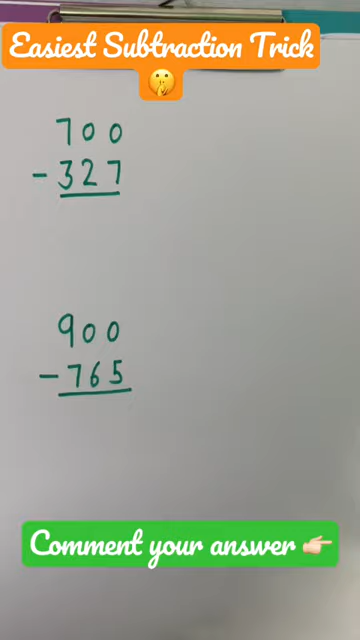 Easiest Subtraction Trick
🤫
700
- 327
900
- 765
Comment your answer 👉🏻